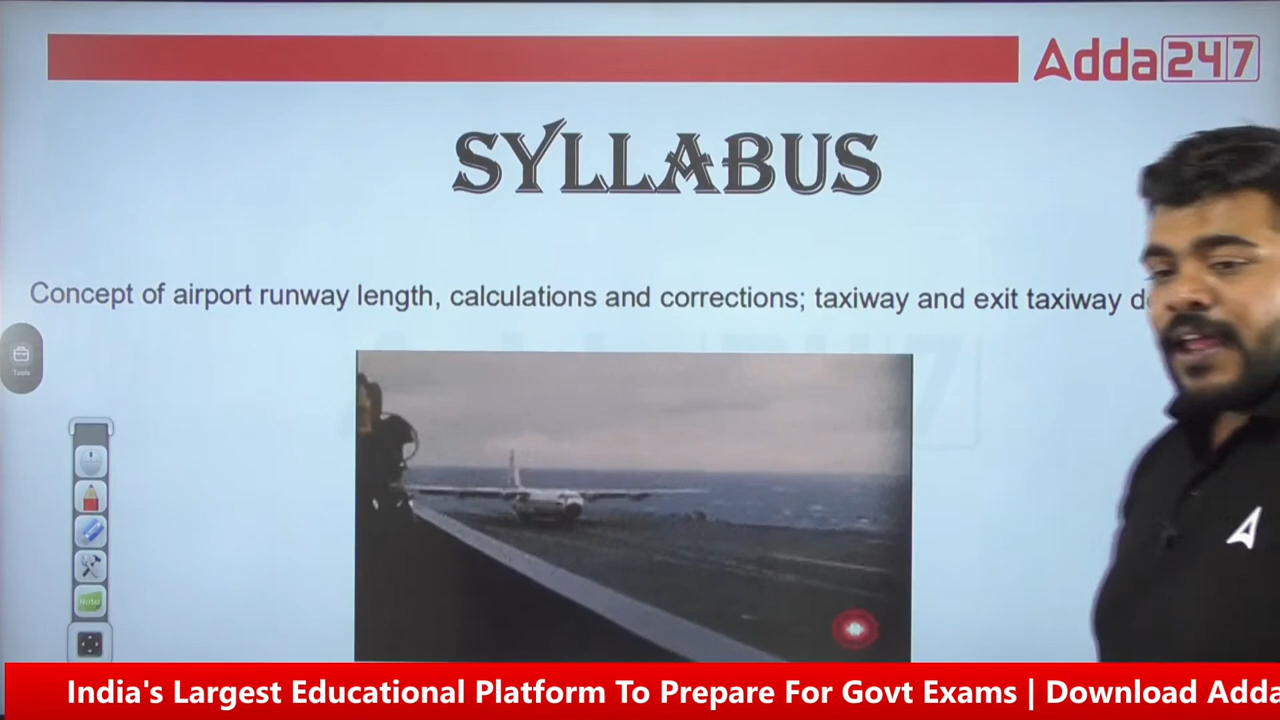 Adda247
SYLLABUS
Concept of airport runway length, calculations and corrections; taxiway and exit taxiway
Tools
Notes
India's Largest Educational Platform To Prepare For Govt Exams | Download Adda